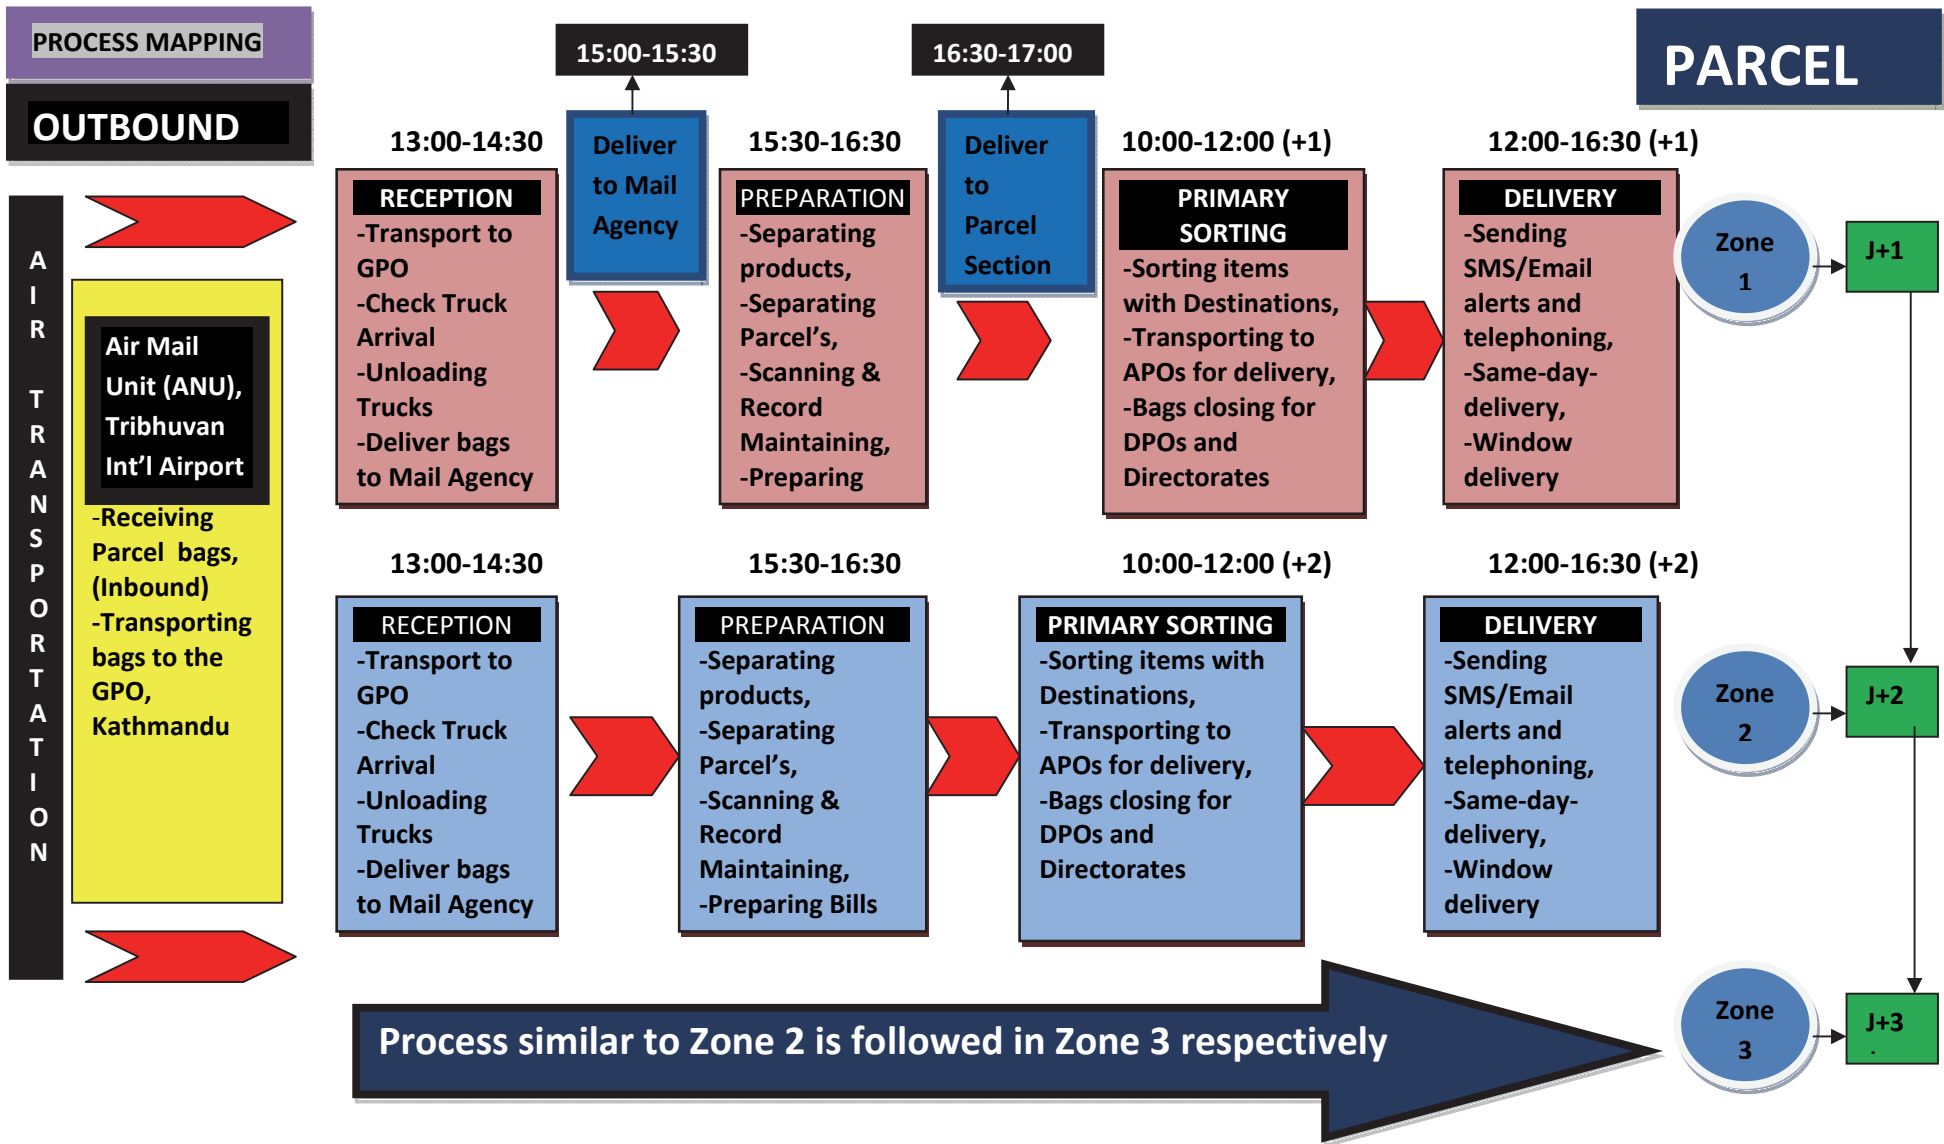 PROCESS MAPPING
OUTBOUND
PARCEL
AIR TRANSPORTATION
Air Mail
Unit (ANU),
Tribhuvan
Int’l Airport
-Receiving
Parcel bags,
(Inbound)
-Transporting
bags to the
GPO,
Kathmandu
13:00-14:30
RECEPTION
-Transport to
GPO
-Check Truck
Arrival
-Unloading
Trucks
-Deliver bags
to Mail Agency
15:00-15:30
Deliver
to Mail
Agency
15:30-16:30
PREPARATION
-Separating
products,
-Separating
Parcel’s,
-Scanning &
Record
Maintaining,
-Preparing
16:30-17:00
Deliver
to
Parcel
Section
10:00-12:00 (+1)
PRIMARY
SORTING
-Sorting items
with Destinations,
-Transporting to
APOs for delivery,
-Bags closing for
DPOs and
Directorates
12:00-16:30 (+1)
DELIVERY
-Sending
SMS/Email
alerts and
telephoning,
-Same-day-
delivery,
-Window
delivery
Zone
1
J+1
13:00-14:30
RECEPTION
-Transport to
GPO
-Check Truck
Arrival
-Unloading
Trucks
-Deliver bags
to Mail Agency
15:30-16:30
PREPARATION
-Separating
products,
-Separating
Parcel’s,
-Scanning &
Record
Maintaining,
-Preparing Bills
10:00-12:00 (+2)
PRIMARY SORTING
-Sorting items with
Destinations,
-Transporting to
APOs for delivery,
-Bags closing for
DPOs and
Directorates
12:00-16:30 (+2)
DELIVERY
-Sending
SMS/Email
alerts and
telephoning,
-Same-day-
delivery,
-Window
delivery
Zone
2
J+2
Process similar to Zone 2 is followed in Zone 3 respectively
Zone
3
J+3